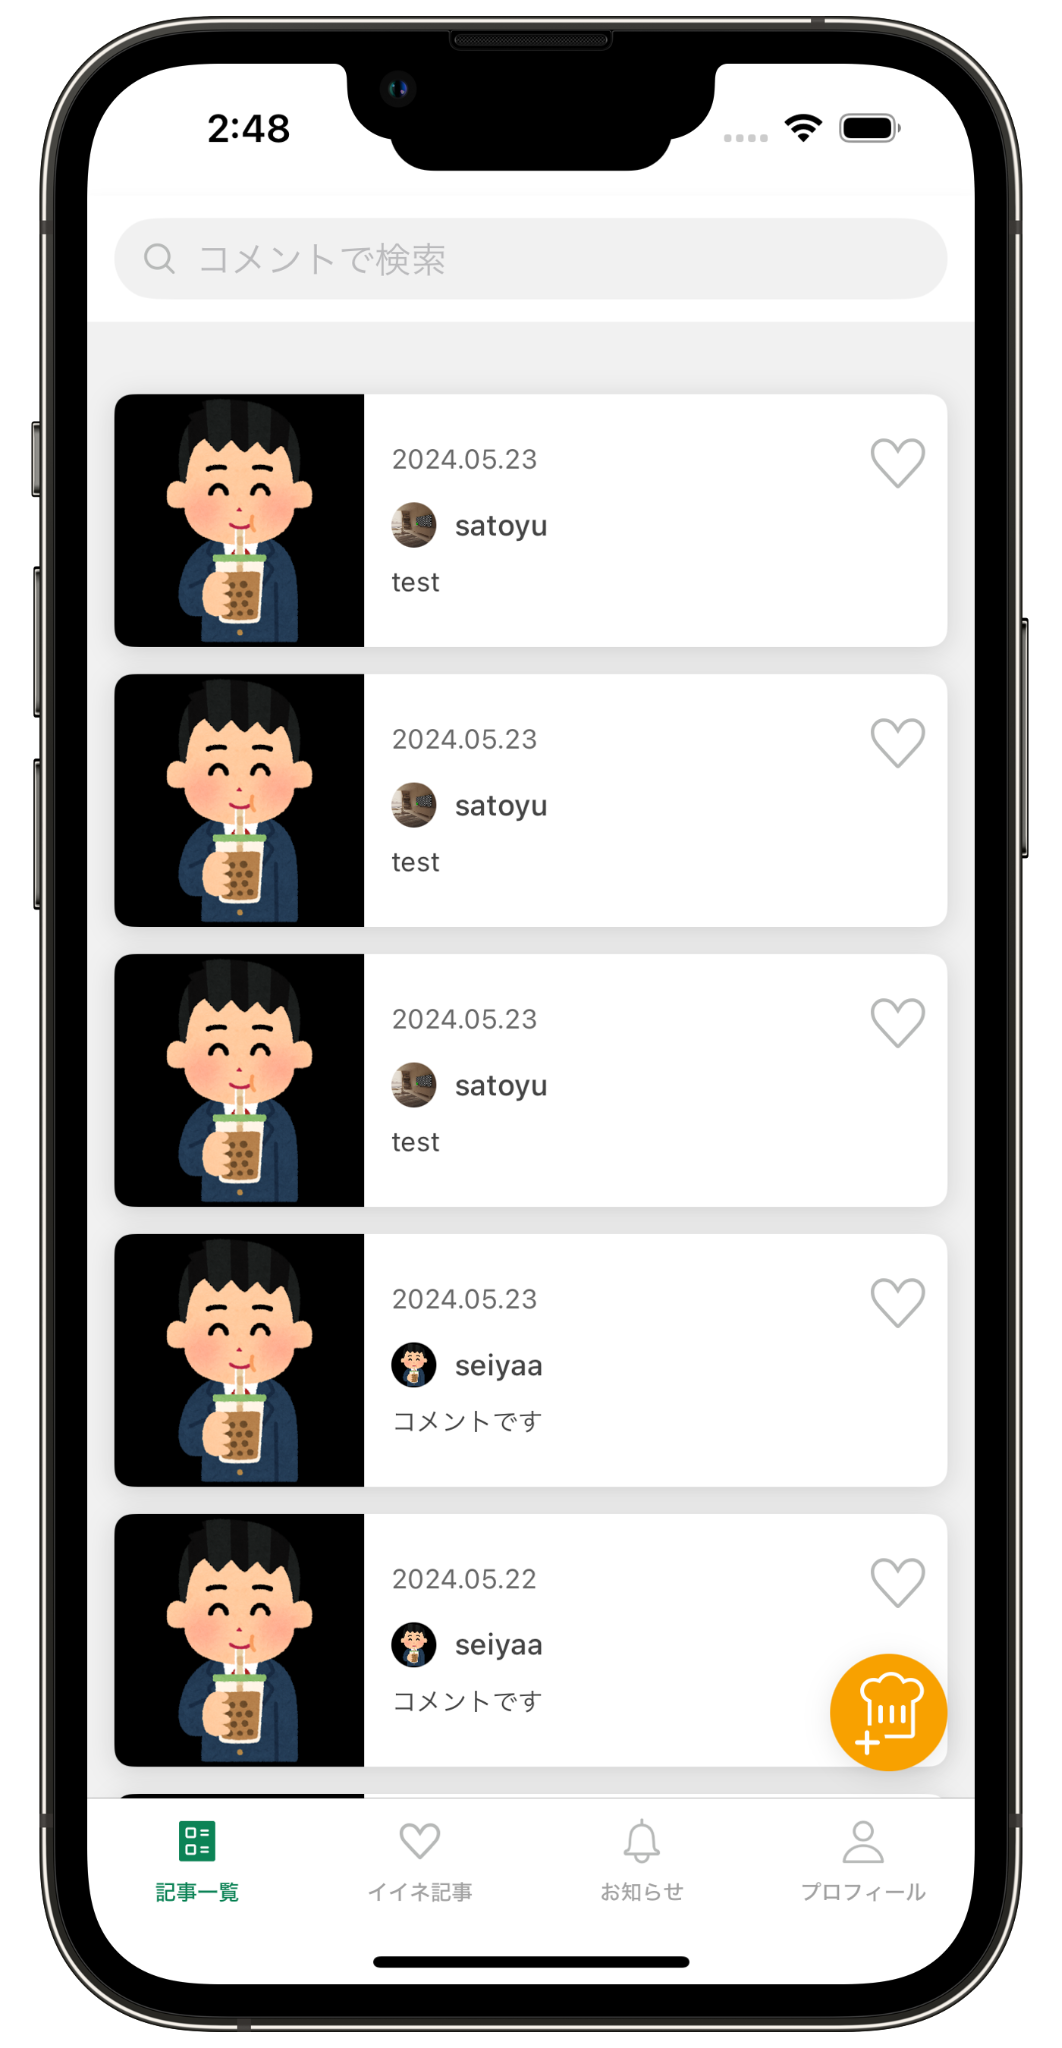 2:48
コメントで検索
2024.05.23
satoyu
test
2024.05.23
satoyu
test
2024.05.23
satoyu
test
2024.05.23
seiyaa
コメントです
2024.05.22
seiyaa
コメントです
記事一覧
イイネ記事
お知らせ
プロフィール